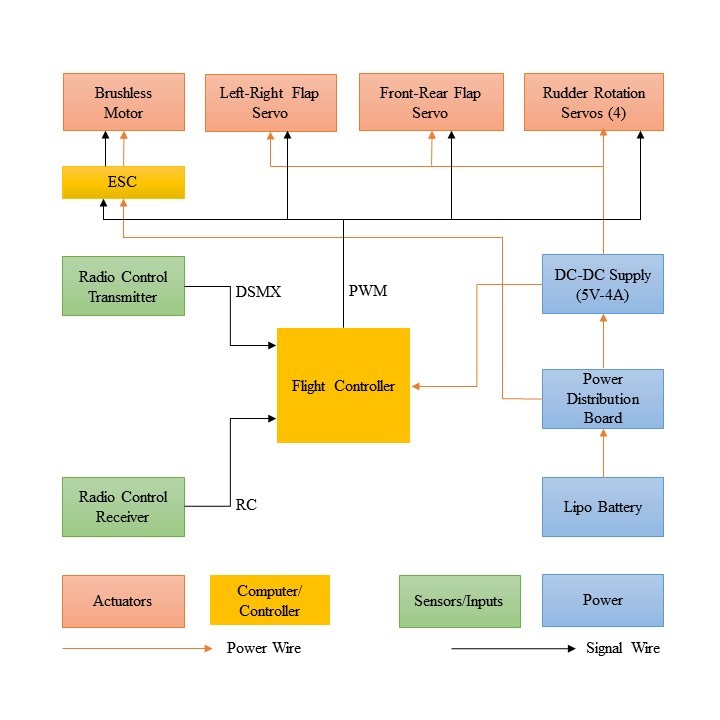 Brushless
Motor
Left-Right Flap
Servo
Front-Rear Flap
Servo
Rudder Rotation
Servos (4)
ESC
Radio Control
Transmitter
DSMX
PWM
DC-DC Supply
(5V-4A)
Flight Controller
Power
Distribution
Board
Radio Control
Receiver
RC
Lipo Battery
Actuators
Computer/
Controller
Sensors/Inputs
Power
Power Wire
Signal Wire